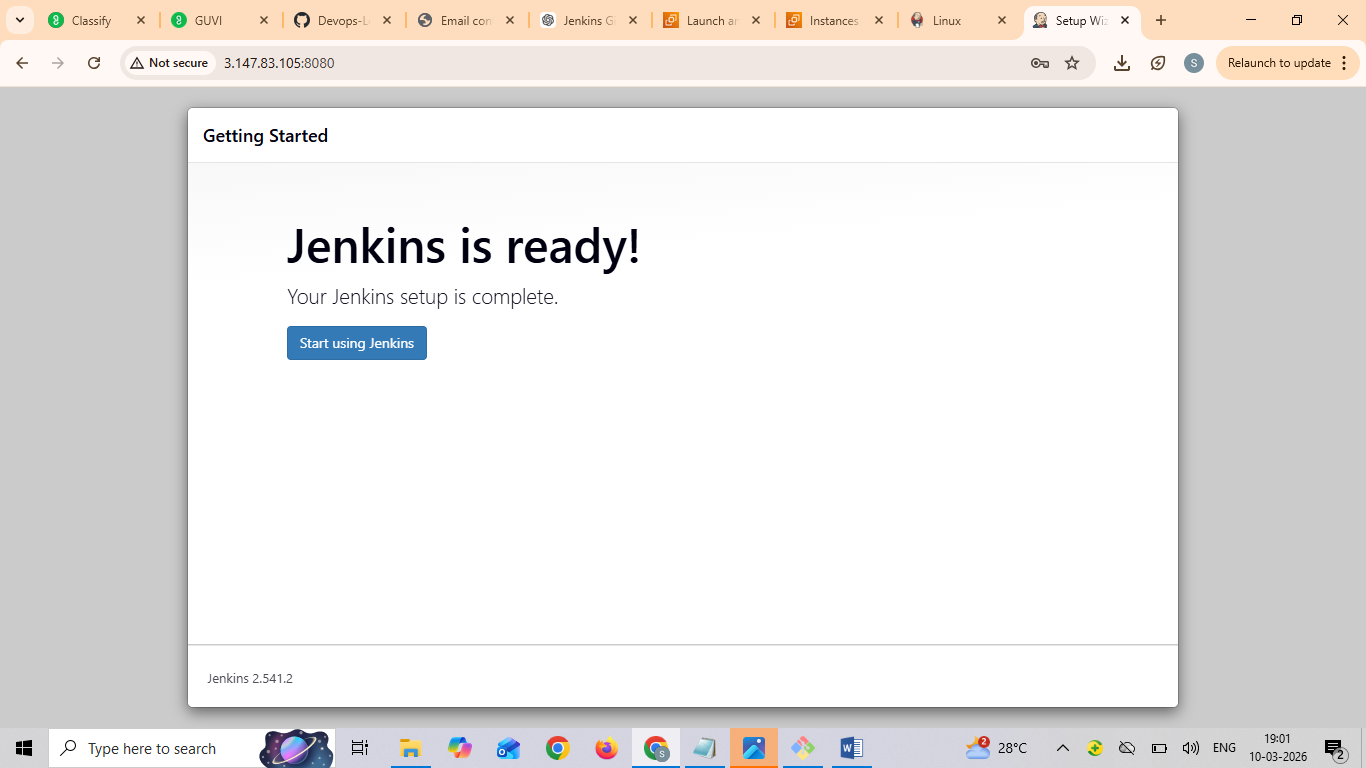 Classify
GUVI
Devops-L
Email con
Jenkins G
Launch ar
Instances
Linux
Setup Wiz
Not secure
3.147.83.105:8080
S
Relaunch to update
Getting Started
Jenkins is ready!
Your Jenkins setup is complete.
Start using Jenkins
Jenkins 2.541.2
Type here to search
S
2
28°C
ENG
19:01
10-03-2026
2